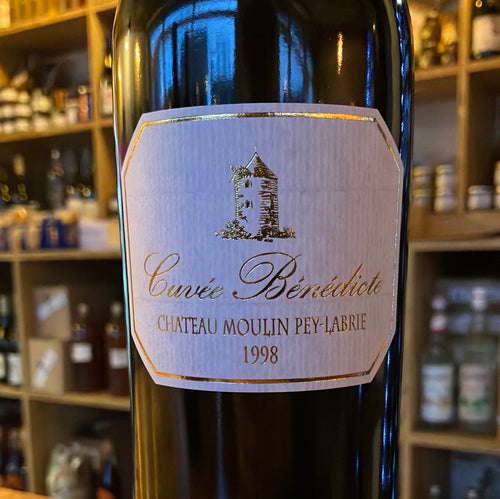 Cuvée Bénédicte
CHATEAU MOULIN PEY-LABRIE
1998